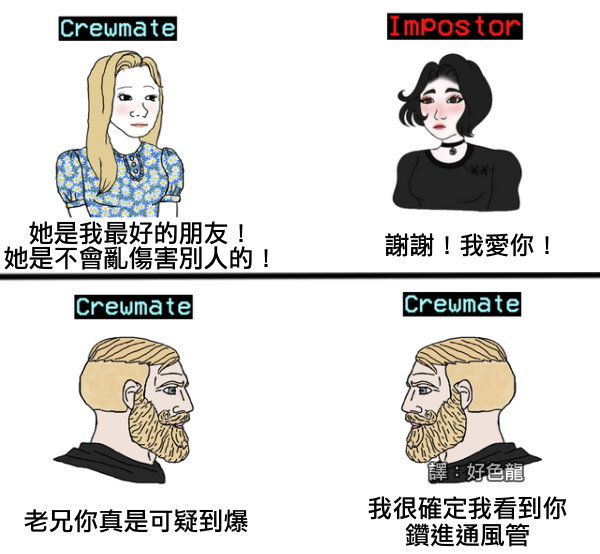 Crewmate
Impostor
她是我最好的朋友！
她是不會亂傷害別人的！
謝謝！我愛你！
Crewmate
Crewmate
老兄你真是可疑到爆
譯：好色龍
我很確定我看到你
鑽進通風管